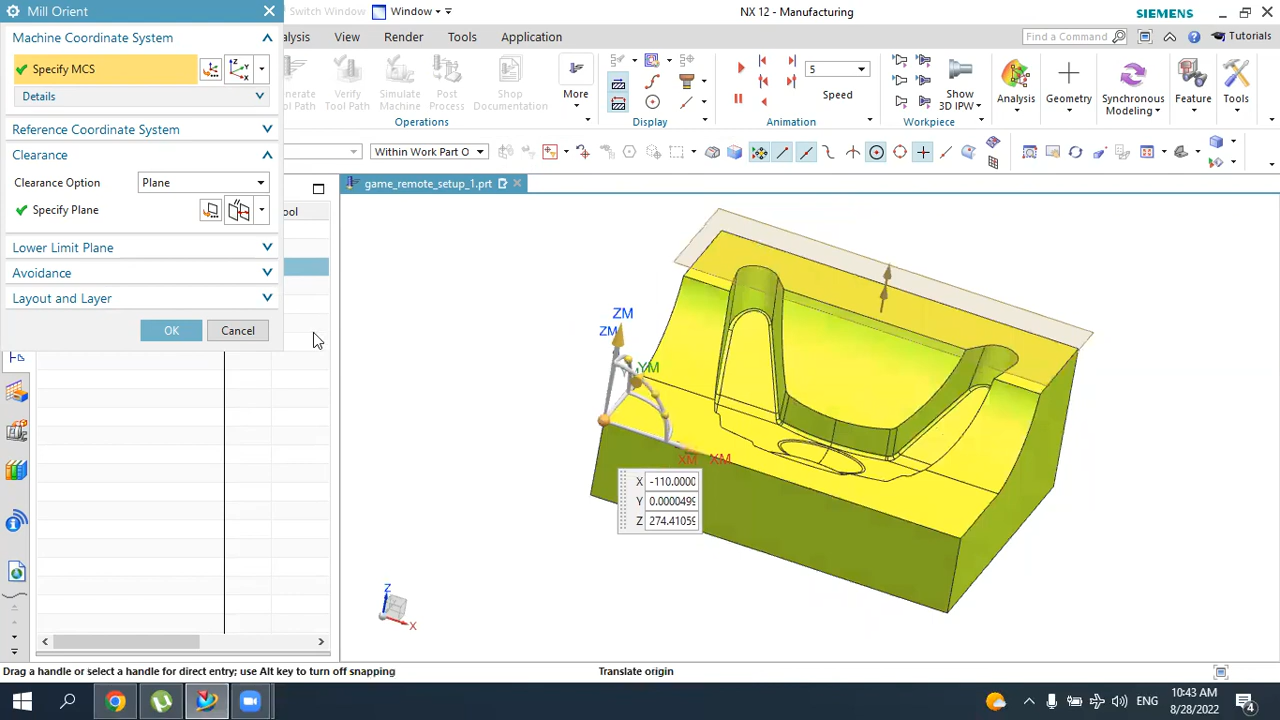 Mill Orient
Switch Window
Window
NX 12 - Manufacturing
SIEMENS
alysis
View
Render
Tools
Application
Find a Command
Tutorials
Machine Coordinate System
Specify MCS
Details
Reference Coordinate System
Clearance
Clearance Option
Plane
Specify Plane
Lower Limit Plane
Avoidance
Layout and Layer
OK
Cancel
enerate
Tool Path
Verify
Tool Path
Simulate
Machine
Post
Process
Shop
Documentation
More
Operations
Display
5
Speed
Animation
Show
3D IPW
Workpiece
Analysis
Geometry
Synchronous
Modeling
Feature
Tools
Within Work Part O
game_remote_setup_1.prt
ool
ZM
ZM
YM
XM
XM
X -110.0000
Y 0.0000499
Z 274.41059
Z
X
Drag a handle or select a handle for direct entry; use Alt key to turn off snapping
Translate origin
ENG
10:43 AM
8/28/2022
4